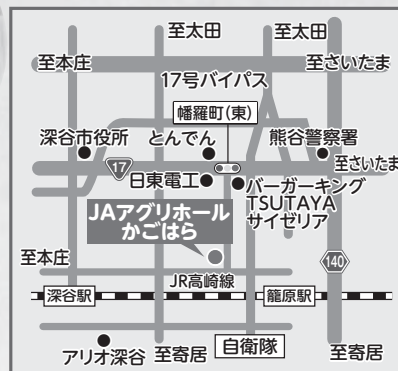 至太田
至太田
至本庄
至さいたま
17号バイパス
幡羅町(東)
深谷市役所
とんでん
熊谷警察署
17
至さいたま
日東電工
バーガーキング
TSUTAYA
サイゼリア
JAアグリホール
かごはら
至本庄
140
JR高崎線
深谷駅
籠原駅
アリオ深谷
至寄居
自衛隊
至寄居